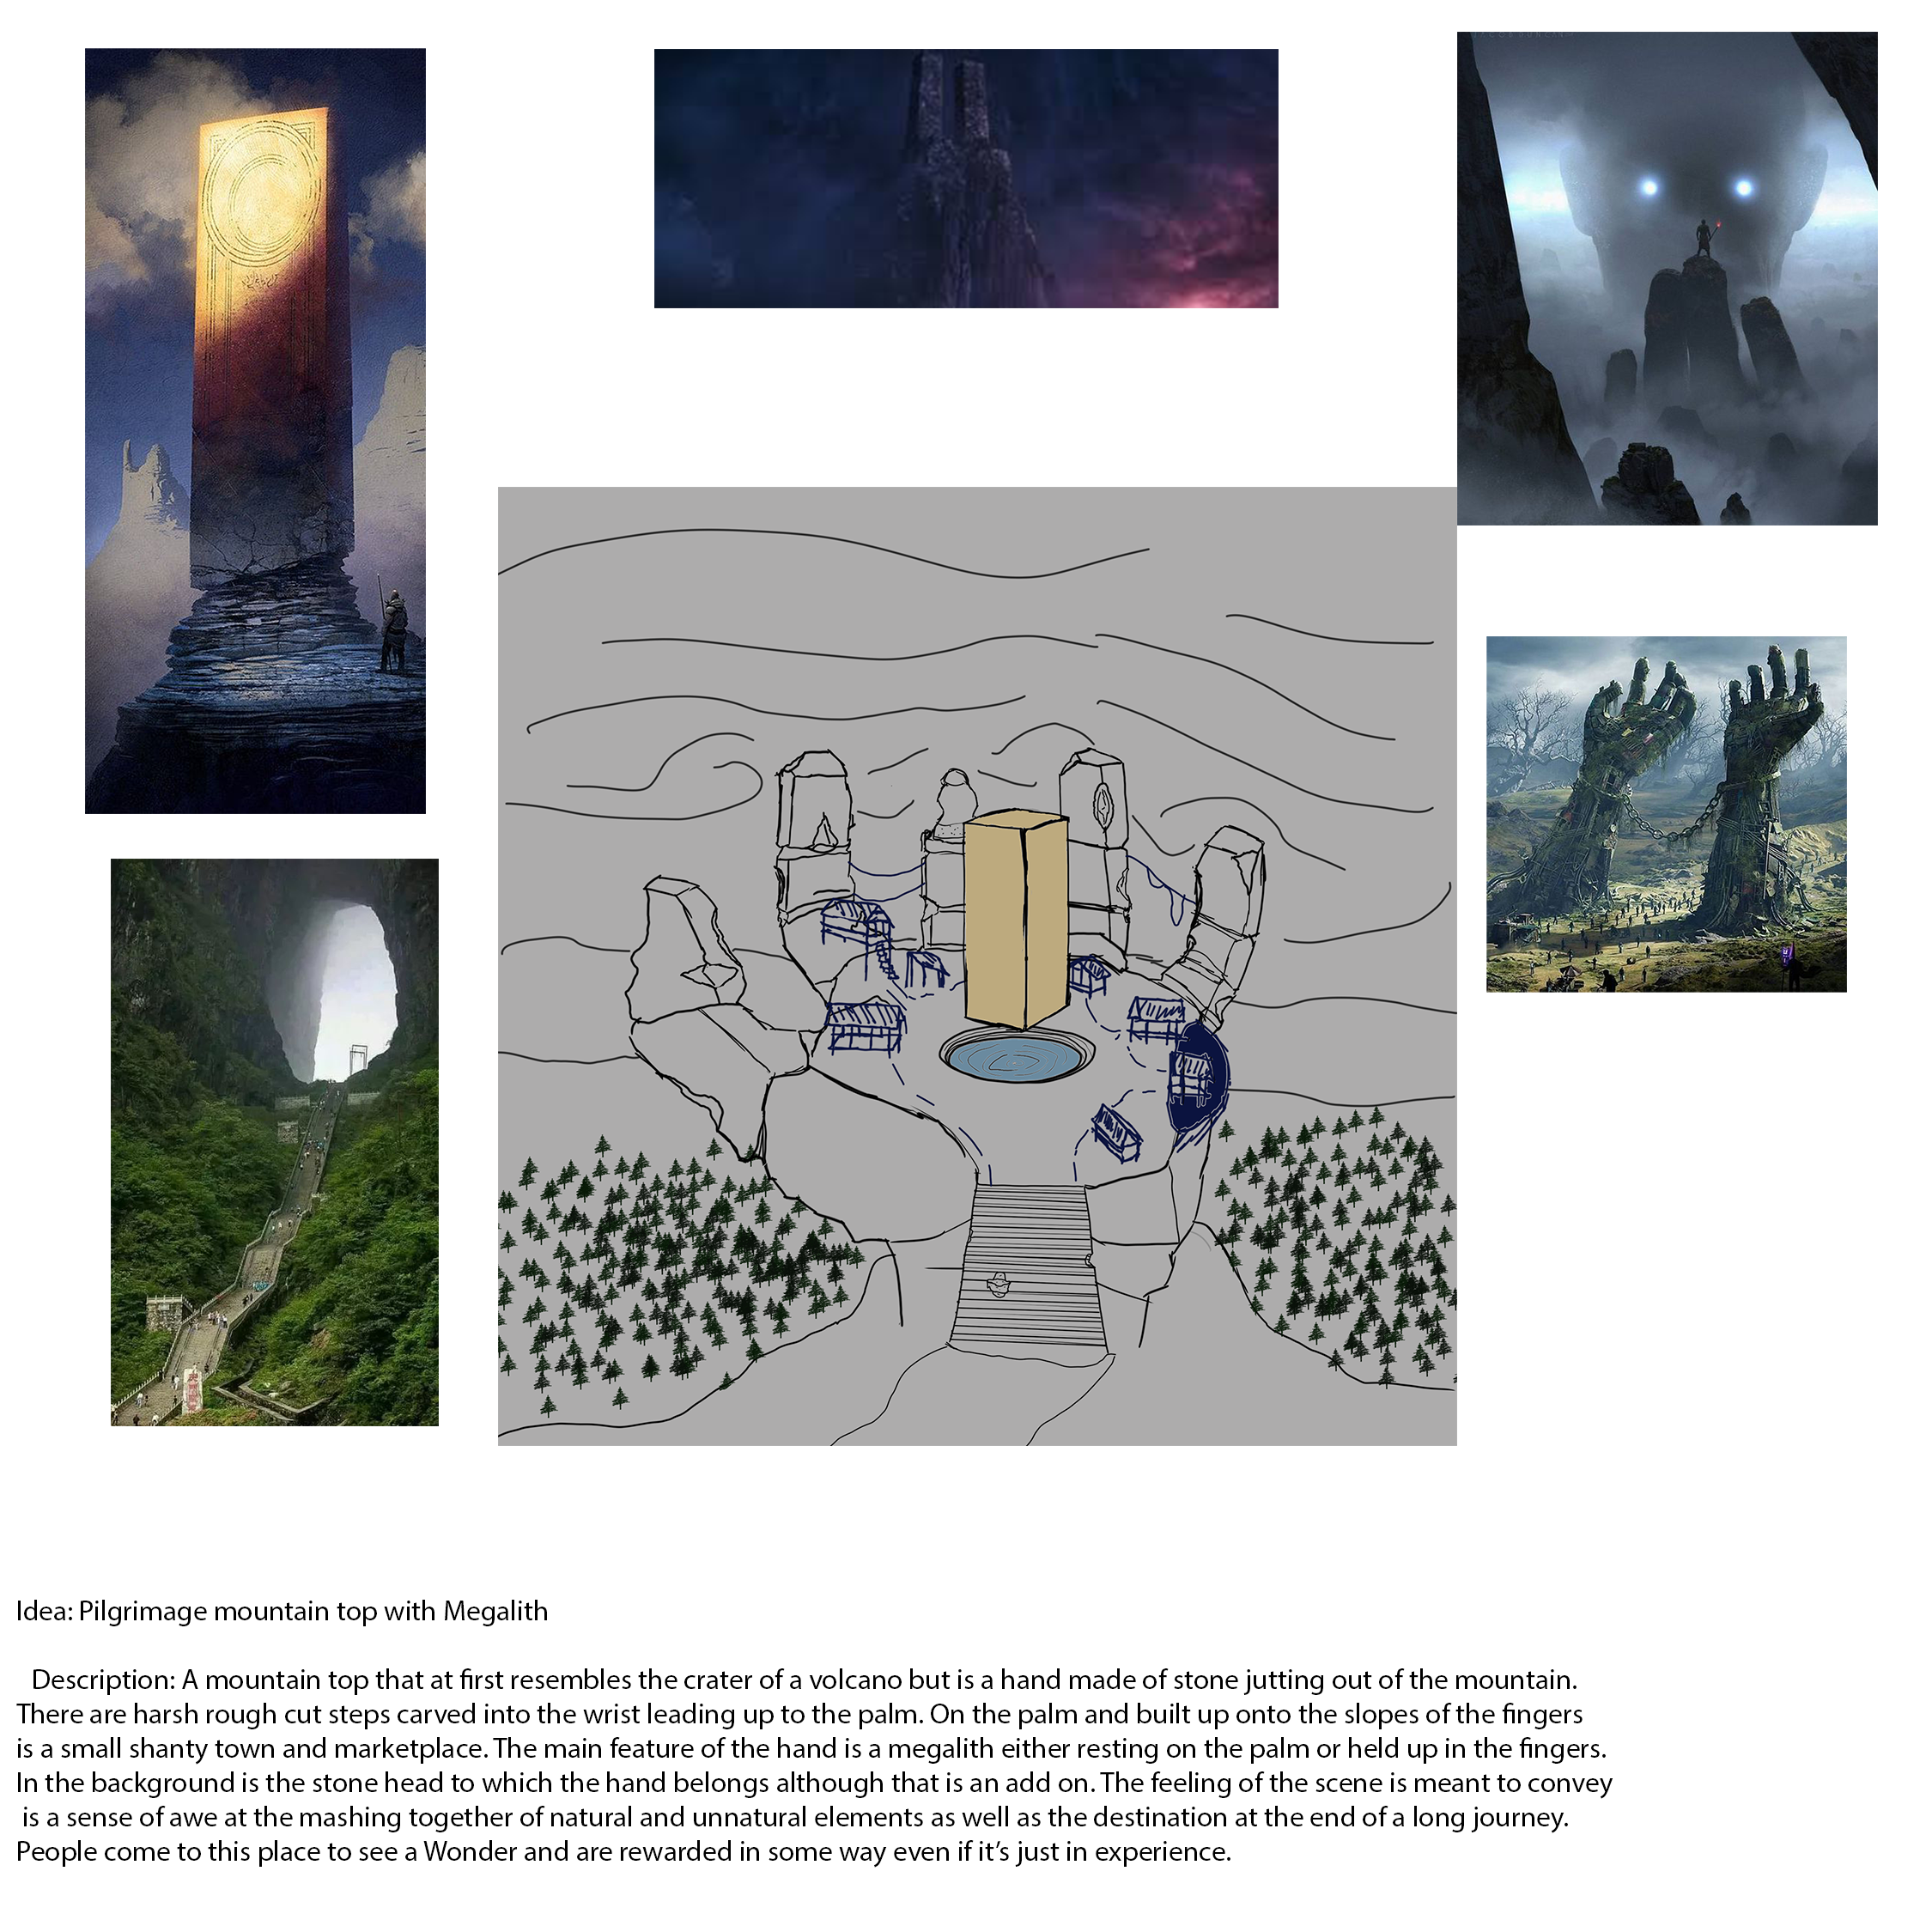 Idea: Pilgrimage mountain top with Megalith
Description: A mountain top that at first resembles the crater of a volcano but is a hand made of stone jutting out of the mountain.
There are harsh rough cut steps carved into the wrist leading up to the palm. On the palm and built up onto the slopes of the fingers
is a small shanty town and marketplace. The main feature of the hand is a megalith either resting on the palm or held up in the fingers.
In the background is the stone head to which the hand belongs although that is an add on. The feeling of the scene is meant to convey
is a sense of awe at the mashing together of natural and unnatural elements as well as the destination at the end of a long journey.
People come to this place to see a Wonder and are rewarded in some way even if it's just in experience.